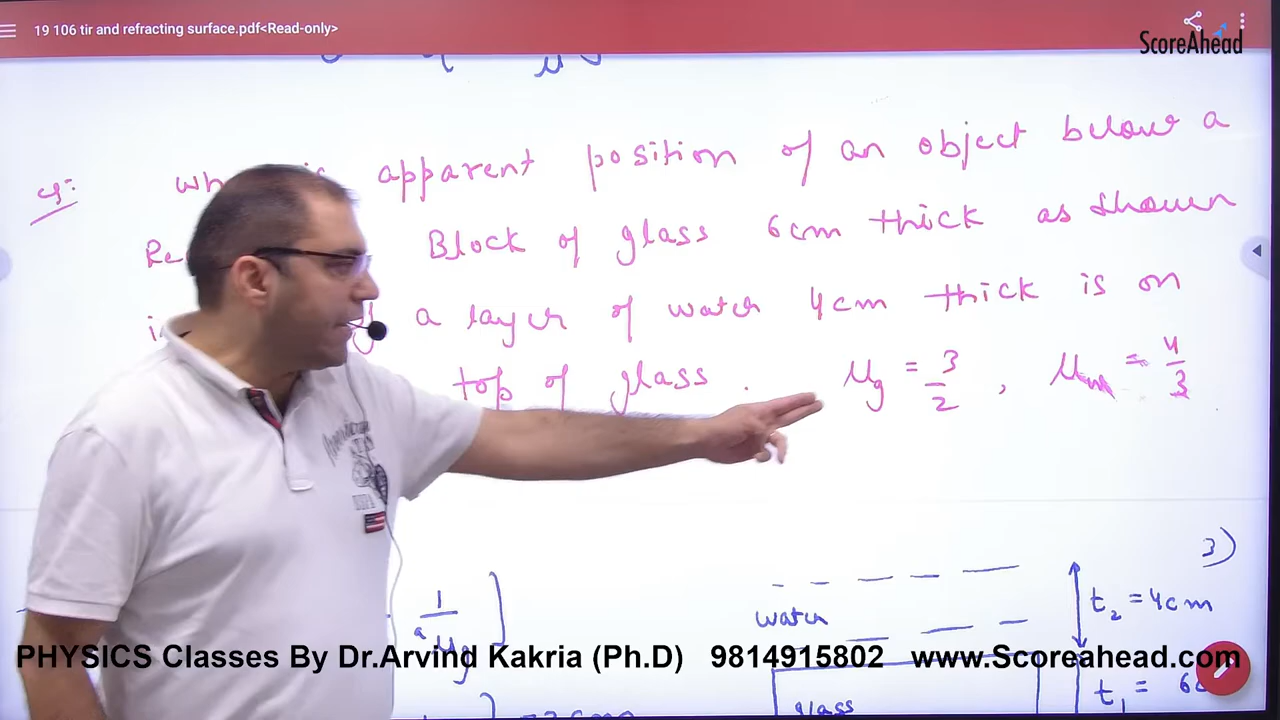 19 106 tir and refracting surface.pdf<Read-only>
ScoreAhead
apparent position of an object below a
Block of glass 6cm thick as shown
a layer of water 4cm thick is on
top of glass . μg = 3/2 , μw = 4/3
3)
1
water t₂ = 4cm
PHYSICS Classes By Dr.Arvind Kakria (Ph.D) 9814915802 www.Scoreahead.com
glass t₁ =